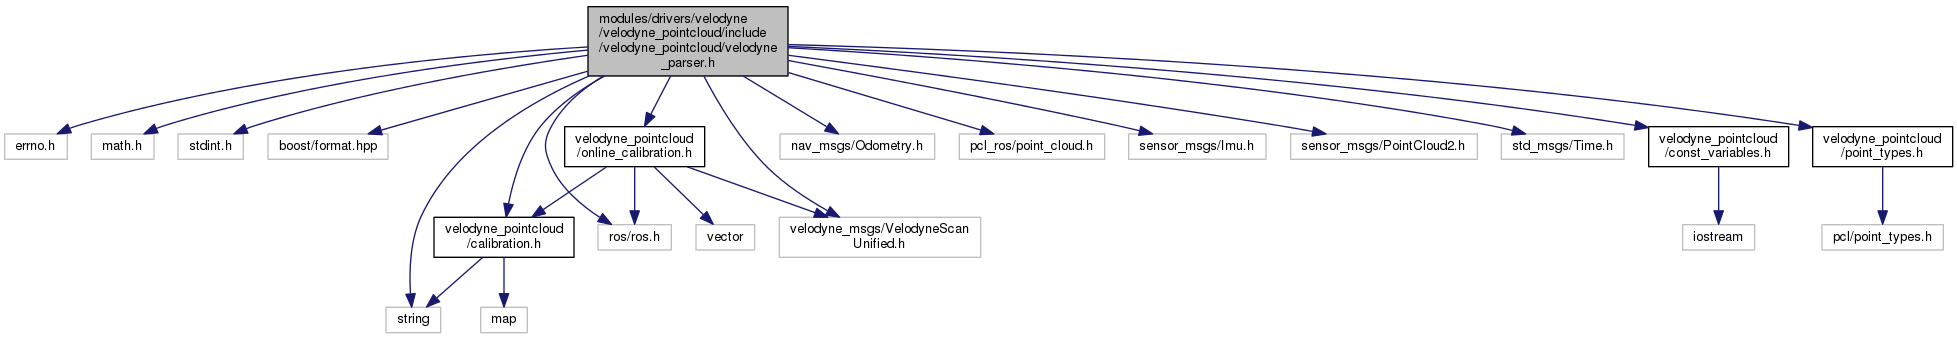 modules/drivers/velodyne
/velodyne_pointcloud/include
/velodyne_pointcloud/velodyne
_parser.h
errno.h
math.h
stdint.h
boost/format.hpp
velodyne_pointcloud
/online_calibration.h
nav_msgs/Odometry.h
pcl_ros/point_cloud.h
sensor_msgs/Imu.h
sensor_msgs/PointCloud2.h
std_msgs/Time.h
velodyne_pointcloud
/const_variables.h
velodyne_pointcloud
/point_types.h
velodyne_pointcloud
/calibration.h
ros/ros.h
vector
velodyne_msgs/VelodyneScan
Unified.h
iostream
pcl/point_types.h
string
map